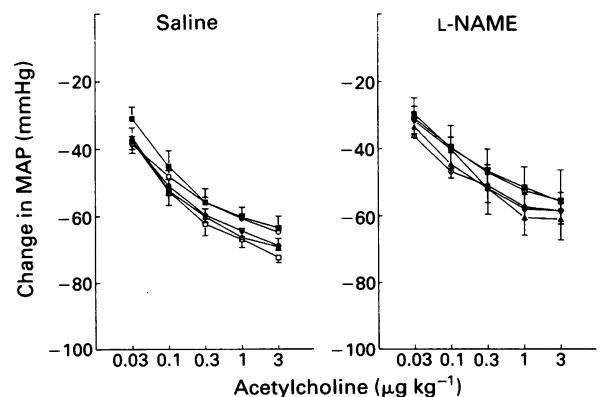 Saline
L-NAME
Change in MAP (mmHg)
−20
−40
−60
−80
−100
0.03 0.1 0.3 1 3
−20
−40
−60
−80
−100
0.03 0.1 0.3 1 3
Acetylcholine (μg kg⁻¹)